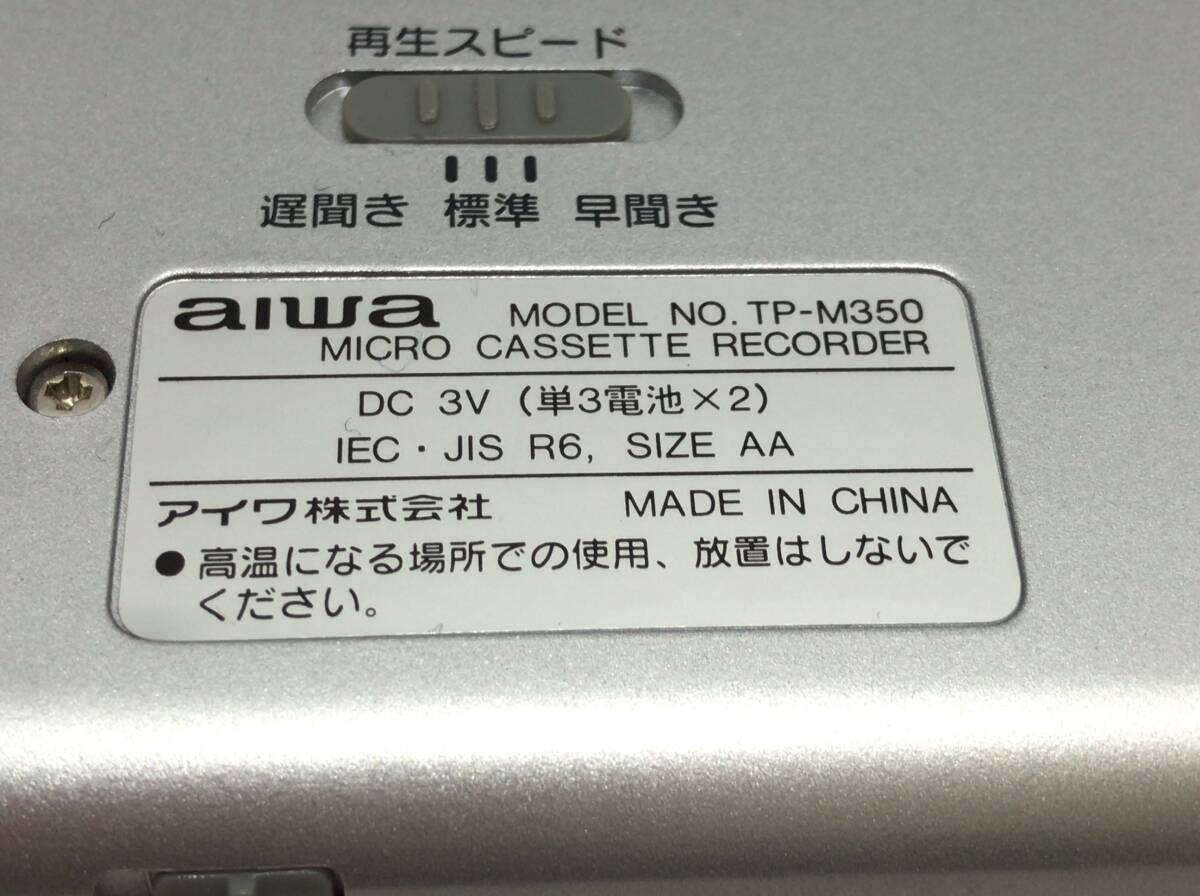 再生スピード
遅聞き 標準 早聞き
aiwa MODEL NO. TP-M350
MICRO CASSETTE RECORDER
DC 3V (単3電池×2)
IEC・JIS R6, SIZE AA
アイワ株式会社 MADE IN CHINA
●高温になる場所での使用、放置はしないで
ください。